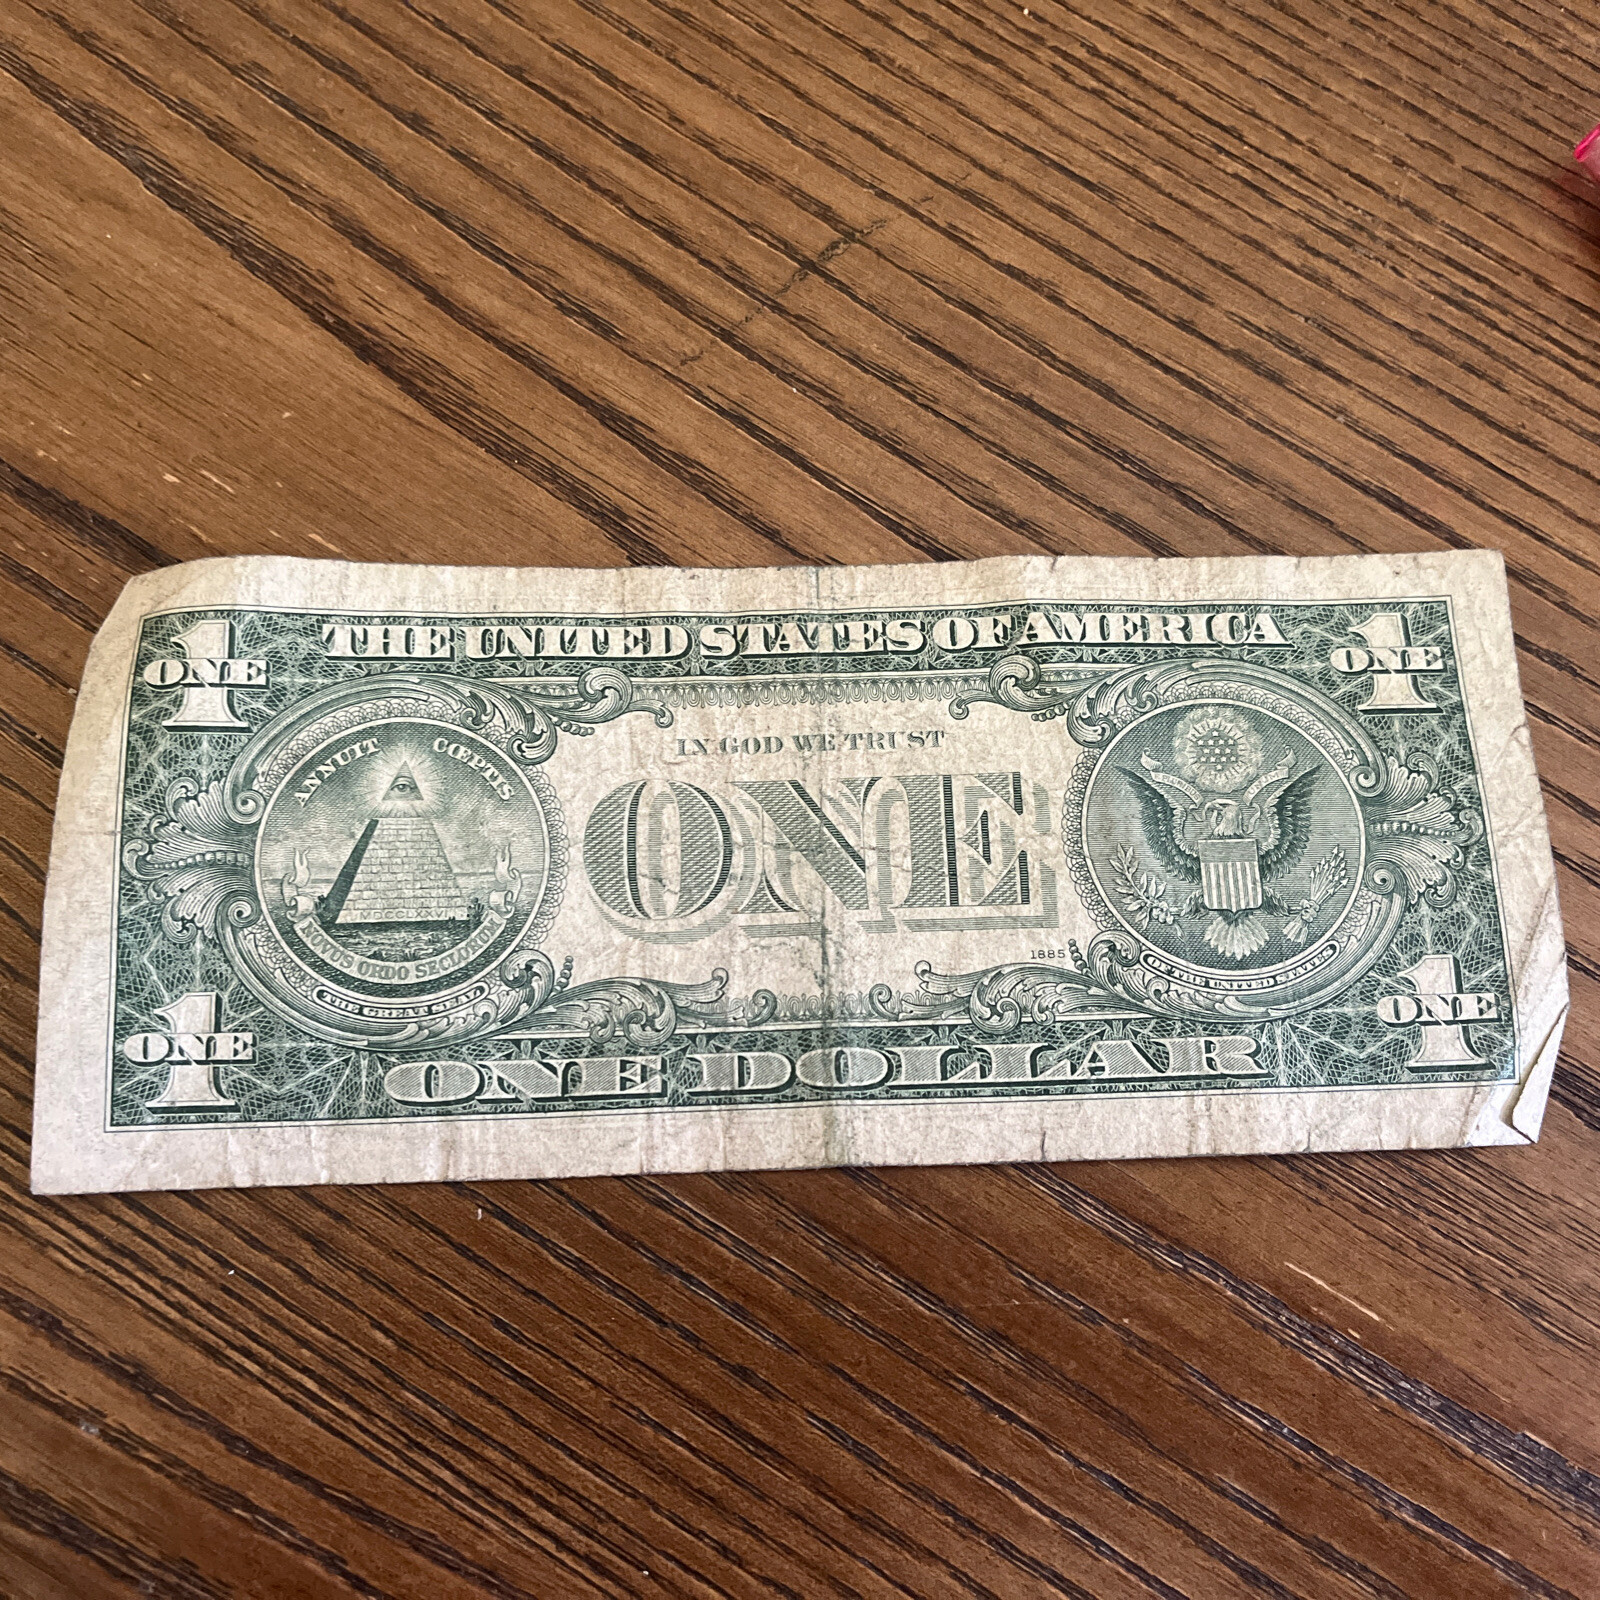 THE UNITED STATES OF AMERICA
1
ONE
1
ONE
IN GOD WE TRUST
ANNUIT CŒPTIS
ONE
MDCCLXXVI
NOVUS ORDO SECLORUM
1885
THE GREAT SEAL
OF THE UNITED STATES
1
ONE
1
ONE
ONE DOLLAR